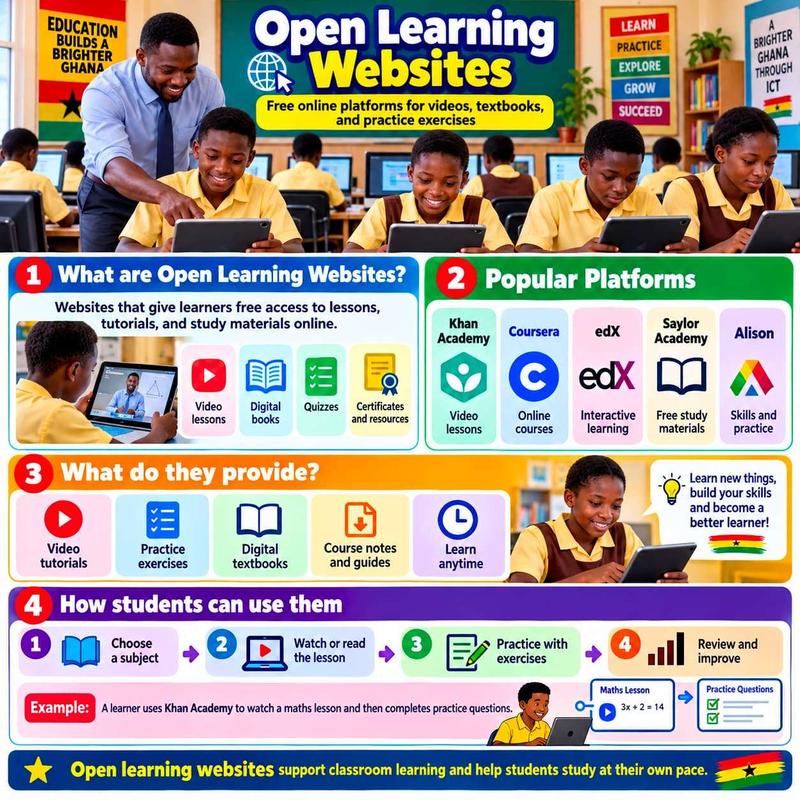 EDUCATION
BUILDS A
BRIGHTER
GHANA
Open Learning
Websites
Free online platforms for videos, textbooks,
and practice exercises
LEARN
PRACTICE
EXPLORE
GROW
SUCCEED
A
BRIGHTER
GHANA
THROUGH
ICT
1 What are Open Learning Websites?
Websites that give learners free access to lessons,
tutorials, and study materials online.
Video
lessons
Digital
books
Quizzes
Certificates
and resources
2 Popular Platforms
Khan
Academy
Video
lessons
Coursera
C
Online
courses
edX
edX
Interactive
learning
Saylor
Academy
Free study
materials
Alison
Skills and
practice
3 What do they provide?
Video
tutorials
Practice
exercises
Digital
textbooks
Course notes
and guides
Learn
anytime
Learn new things,
build your skills
and become a
better learner!
4 How students can use them
1 Choose
a subject
2 Watch or read
the lesson
3 Practice with
exercises
4 Review and
improve
Example: A learner uses Khan Academy to watch a maths lesson and then completes practice questions.
Maths Lesson
3x + 2 = 14
Practice Questions
Open learning websites support classroom learning and help students study at their own pace.